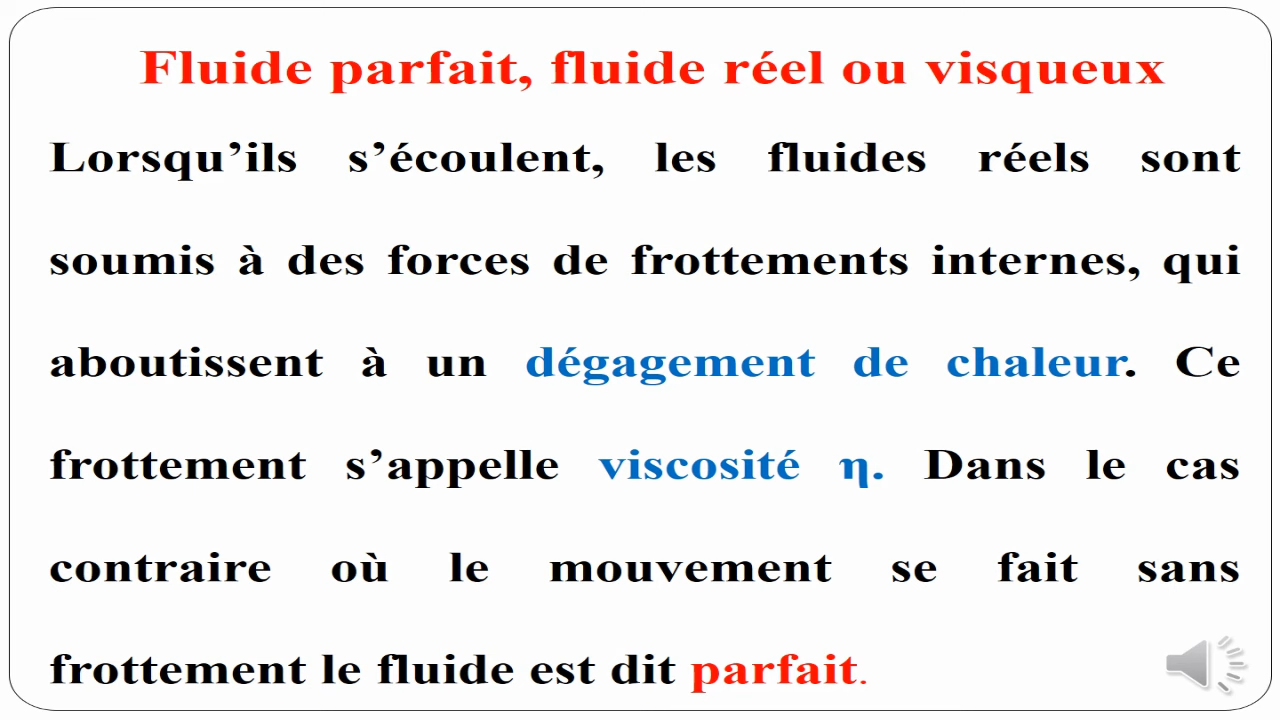 Fluide parfait, fluide réel ou visqueux
Lorsqu’ils s’écoulent, les fluides réels sont
soumis à des forces de frottements internes, qui
aboutissent à un dégagement de chaleur. Ce
frottement s’appelle viscosité η. Dans le cas
contraire où le mouvement se fait sans
frottement le fluide est dit parfait.